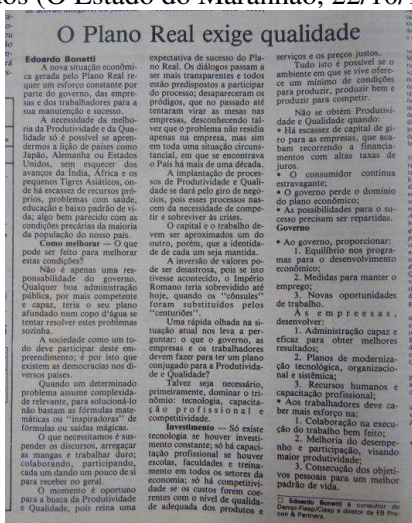 dos (O Estado do Maranhão, 22/10/1
O Plano Real exige qualidade
Edoardo Bonetti
A nova situação econômi-
ca gerada pelo Plano Real re-
quer um esforço constante por
parte do governo, das empre-
sas e dos trabalhadores para a
sua manutenção e sucesso.
A necessidade da melho-
ria da Produtividade e da Qua-
lidade só é possível se apren-
dermos a lição de países como
Japão, Alemanha ou Estados
Unidos, sem esquecer dos
avanços da Índia, África e os
pequenos Tigres Asiáticos, on-
de há escassez de recursos pró-
prios, problemas com saúde,
educação e baixo padrão de vi-
da; algo bem parecido com as
condições precárias da maioria
da população do nosso país.
Como melhorar — O que
pode ser feito para melhorar
estas condições?
Não é apenas uma res-
ponsabilidade do governo.
Qualquer boa administração
pública, por mais competente
e capaz, teria o seu plano
afundado num copo d'água se
tentar resolver estes problemas
sozinha.
A sociedade como um to-
do deve participar deste em-
preendimento; é por isto que
existem as democracias nos di-
versos países.
Quando um determinado
problema assume complexida-
de relevante, para solucioná-lo
não bastam as fórmulas mate-
máticas ou "inspiradoras" de
fórmulas ou saídas mágicas.
O que necessitamos é sus-
pender os discursos, arregaçar
as mangas e trabalhar duro;
colaborando, participando,
cada um dando um pouco de si
para receber no geral.
O momento é oportuno
para a busca da Produtividade
e Qualidade, pois reina uma
expectativa de sucesso do Pla-
no Real. Os diálogos passam a
ser mais transparentes e todos
estão predispostos a participar
do processo; desapareceram os
pródigos, que no passado até
tentaram virar as mesas nas
empresas, desconhecendo tal-
vez que o problema não residia
apenas na empresa, mas sim
em toda uma situação circuns-
tancial, em que se encontrava
o País há mais de uma década.
A implantação de proces-
sos de Produtividade e Quali-
dade se dará pelo giro de negó-
cios, pois esses processos nas-
cem da necessidade de compe-
tir e sobreviver às crises.
O capital e o trabalho de-
vem ser aproximados um do
outro, porém, que a identida-
de de cada um seja mantida.
A inversão de valores po-
de ser desastrosa, pois se isto
tivesse acontecido, o Império
Romano teria sobrevivido até
hoje, quando os "cônsules"
foram substituídos pelos
"centuriões".
Uma rápida olhada na si-
tuação atual nos leva a per-
guntar: o que o governo, as
empresas e os trabalhadores
devem fazer para ter um plano
conjugado para a Produtivida-
de e Qualidade?
Talvez seja necessário,
primeiramente, dominar o tri-
nômio: tecnologia, capacita-
ção profissional e
competitividade.
Investimento — Só existe
tecnologia se houver investi-
mento constante; só há capaci-
tação profissional se houver
escolas, faculdades e treina-
mento em todos os setores da
economia; só há competitivi-
dade se os custos forem coe-
rentes com o nível de qualida-
de adequada dos produtos e
serviços e os preços justos.
Tudo isto é possível se o
ambiente em que se vive ofere-
ce um mínimo de condições
para produzir, produzir bem e
produzir para competir.
Não se obtém Produtivi-
dade e Qualidade quando:
• Há escassez de capital de gi-
ro para as empresas, que aca-
bam recorrendo a financia-
mentos com altas taxas de
juros.
• O consumidor continua
extravagante;
• O governo perde o domínio
do plano econômico;
• As possibilidades para o su-
cesso precisam ser repartidas.
Governo
• Ao governo, proporcionar:
1. Equilíbrio nos progra-
mas para o desenvolvimento
econômico;
2. Medidas para manter o
emprego;
3. Novas oportunidades
de trabalho.
Às empresas,
desenvolver:
1. Administração capaz e
eficaz para obter melhores
resultados;
2. Planos de moderniza-
ção tecnológica, organizacio-
nal e sistêmica;
3. Recursos humanos e
capacitação profissional;
• Aos trabalhadores deve ca-
ber mais esforço na:
1. Colaboração na execu-
ção do trabalho bem feito;
2. Melhoria do desempe-
nho e participação, visando
maior produtividade;
3. Consecução dos objeti-
vos pessoais para um melhor
padrão de vida.
Edoardo Bonetti é consultor do
Dampi-Fiesp/Ciesp e diretor da EB Pro-
con & Partners.